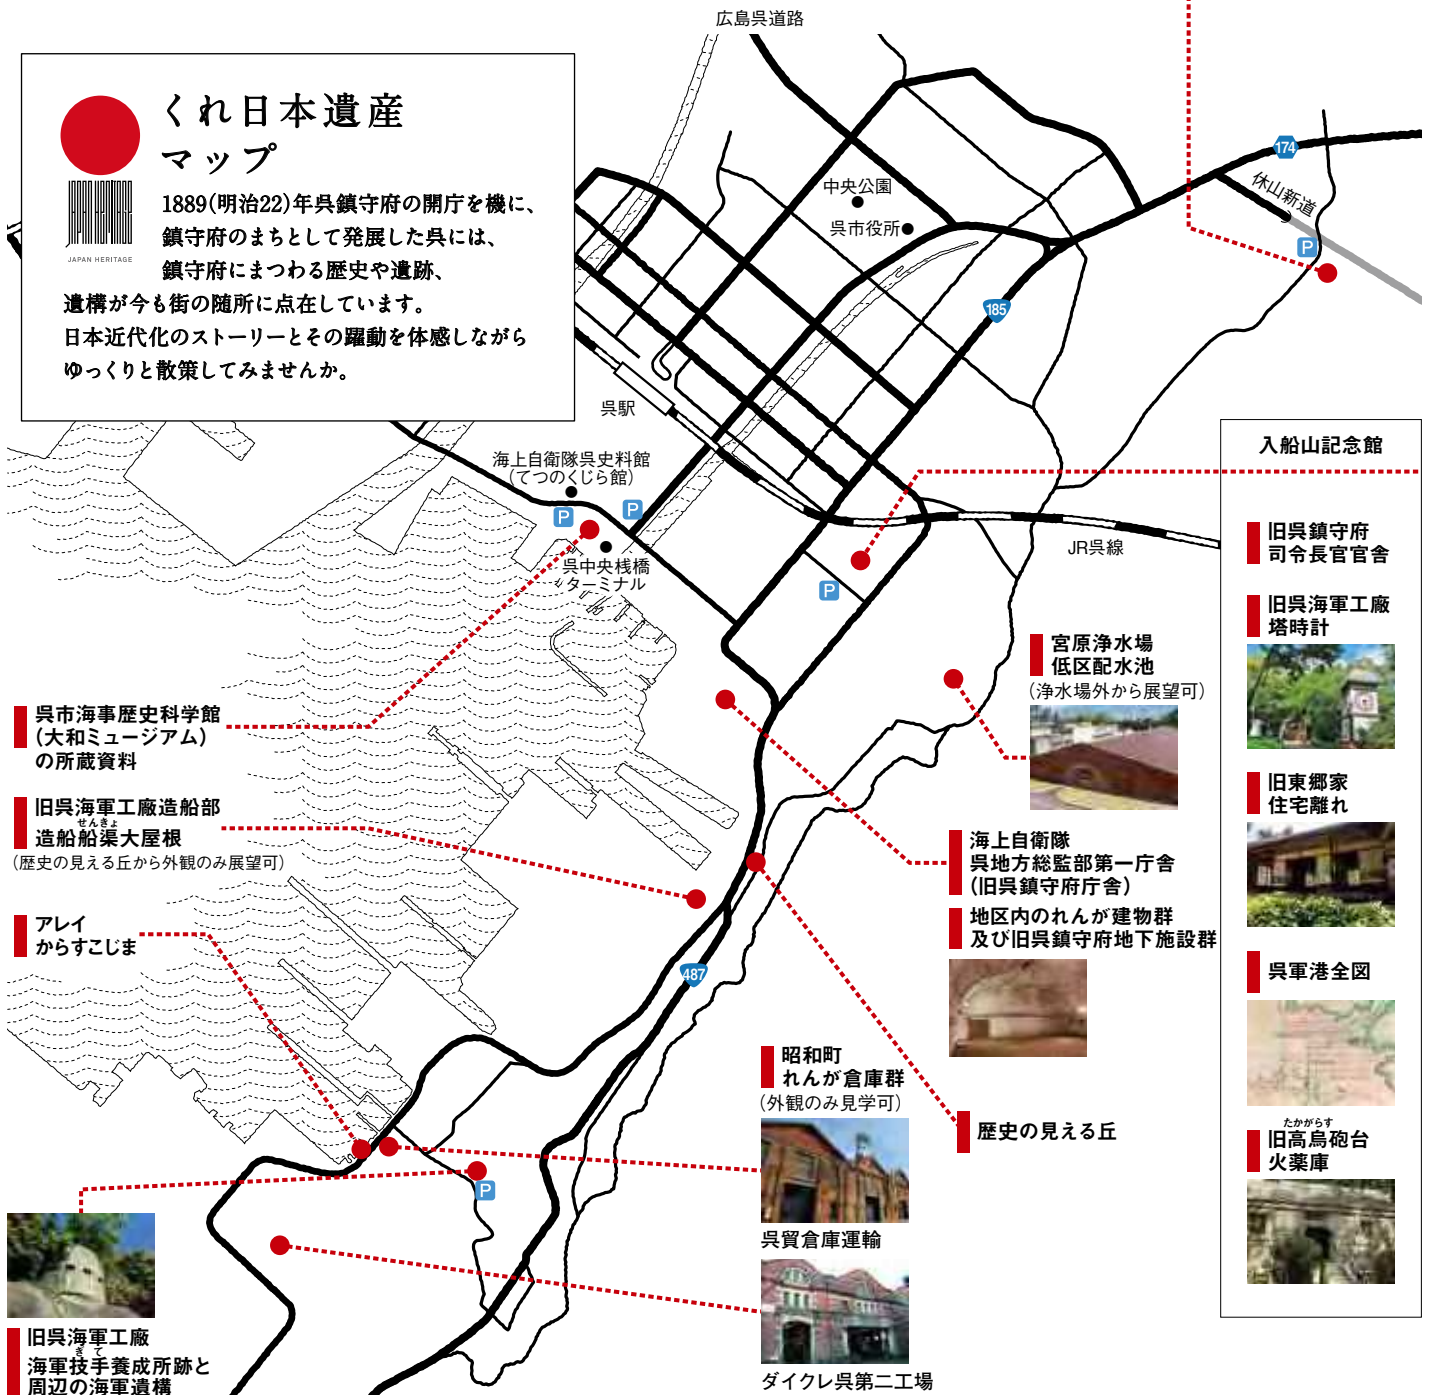 広島呉道路
くれ日本遺産
マップ
JAPAN HERITAGE
1889(明治22)年呉鎮守府の開庁を機に、
鎮守府のまちとして発展した呉には、
鎮守府にまつわる歴史や遺跡、
遺構が今も街の随所に点在しています。
日本近代化のストーリーとその躍動を体感しながら
ゆっくりと散策してみませんか。
中央公園
呉市役所
174
休山新道
P
185
呉駅
海上自衛隊呉史料館
(てつのくじら館)
P
P
呉中央桟橋
ターミナル
P
JR呉線
入船山記念館
旧呉鎮守府
司令長官官舎
旧呉海軍工廠
塔時計
旧東郷家
住宅離れ
呉軍港全図
たかがらす
旧高烏砲台
火薬庫
宮原浄水場
低区配水池
(浄水場外から展望可)
呉市海事歴史科学館
(大和ミュージアム)
の所蔵資料
旧呉海軍工廠造船部
せんきょ
造船船渠大屋根
(歴史の見える丘から外観のみ展望可)
アレイ
からすこじま
海上自衛隊
呉地方総監部第一庁舎
(旧呉鎮守府庁舎)
地区内のれんが建物群
及び旧呉鎮守府地下施設群
487
昭和町
れんが倉庫群
(外観のみ見学可)
呉貿倉庫運輸
ダイクレ呉第二工場
歴史の見える丘
P
旧呉海軍工廠
ぎて
海軍技手養成所跡と
周辺の海軍遺構